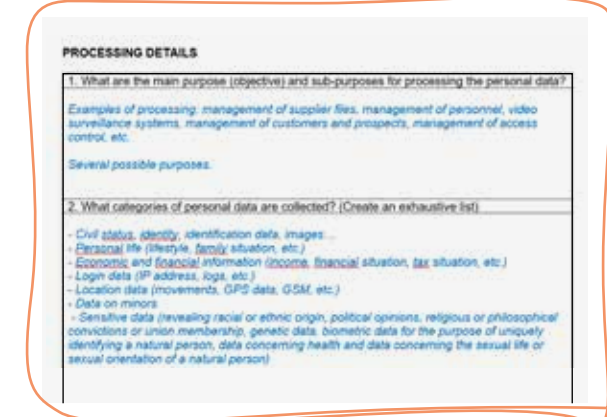 PROCESSING DETAILS
1. What are the main purpose (objective) and sub-purposes for processing the personal data?
Examples of processing: management of supplier files, management of personnel, video
surveillance systems, management of customers and prospects, management of access
control, etc.
Several possible purposes.
2. What categories of personal data are collected? (Create an exhaustive list)
- Civil status, identity, identification data, images...
- Personal life (lifestyle, family situation, etc.)
- Economic and financial information (income, financial situation, tax situation, etc.)
- Login data (IP address, logs, etc.)
- Location data (movements, GPS data, GSM, etc.)
- Data on minors
- Sensitive data (revealing racial or ethnic origin, political opinions, religious or philosophical
convictions or union membership, genetic data, biometric data for the purpose of uniquely
identifying a natural person, data concerning health and data concerning the sexual life or
sexual orientation of a natural person)